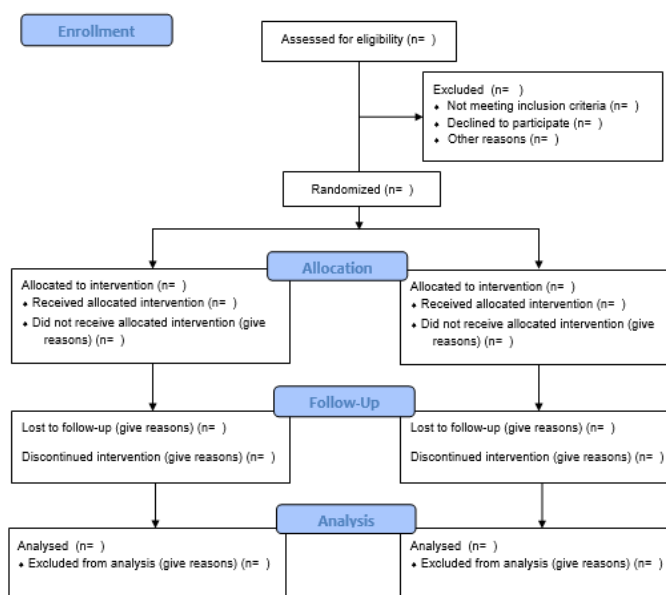 Enrollment
Assessed for eligibility (n= )
Excluded (n= )
⬥ Not meeting inclusion criteria (n= )
⬥ Declined to participate (n= )
⬥ Other reasons (n= )
Randomized (n= )
Allocation
Allocated to intervention (n= )
⬥ Received allocated intervention (n= )
⬥ Did not receive allocated intervention (give
reasons) (n= )
Allocated to intervention (n= )
⬥ Received allocated intervention (n= )
⬥ Did not receive allocated intervention (give
reasons) (n= )
Follow-Up
Lost to follow-up (give reasons) (n= )
Discontinued intervention (give reasons) (n= )
Lost to follow-up (give reasons) (n= )
Discontinued intervention (give reasons) (n= )
Analysis
Analysed (n= )
⬥ Excluded from analysis (give reasons) (n= )
Analysed (n= )
⬥ Excluded from analysis (give reasons) (n= )